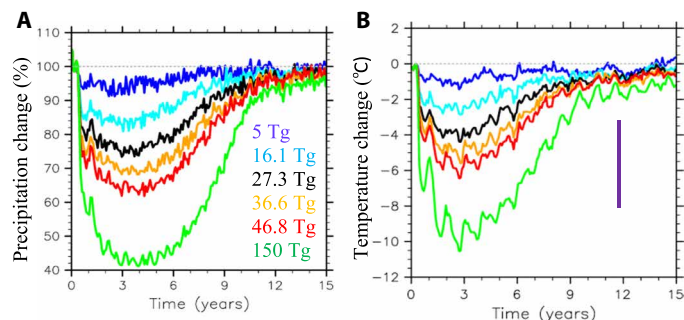 A
Precipitation change (%)
110
100
90
80
70
60
50
40
5 Tg
16.1 Tg
27.3 Tg
36.6 Tg
46.8 Tg
150 Tg
0
3
6
9
12
15
Time (years)
B
Temperature change (℃)
2
0
−2
−4
−6
−8
−10
−12
0
3
6
9
12
15
Time (years)